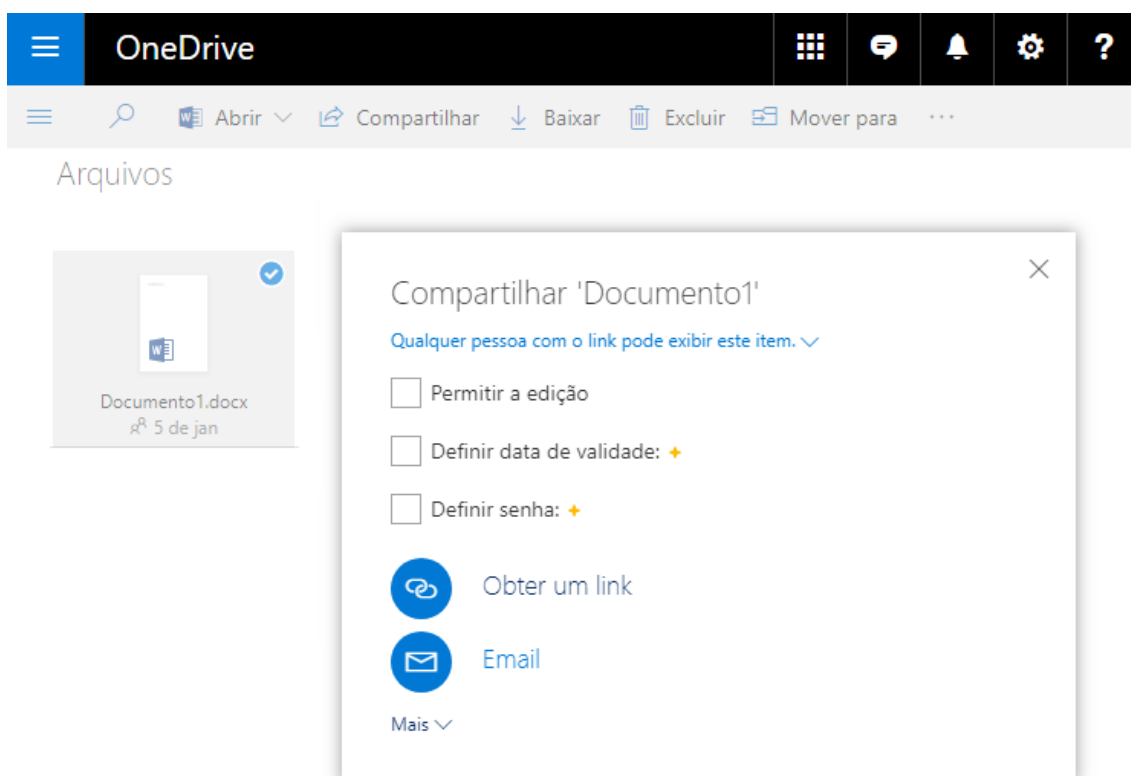 OneDrive
?
Abrir Compartilhar Baixar Excluir Mover para ...
Arquivos
Documento1.docx
5 de jan
Compartilhar 'Documento1'
Qualquer pessoa com o link pode exibir este item.
Permitir a edição
Definir data de validade:
Definir senha:
Obter um link
Email
Mais